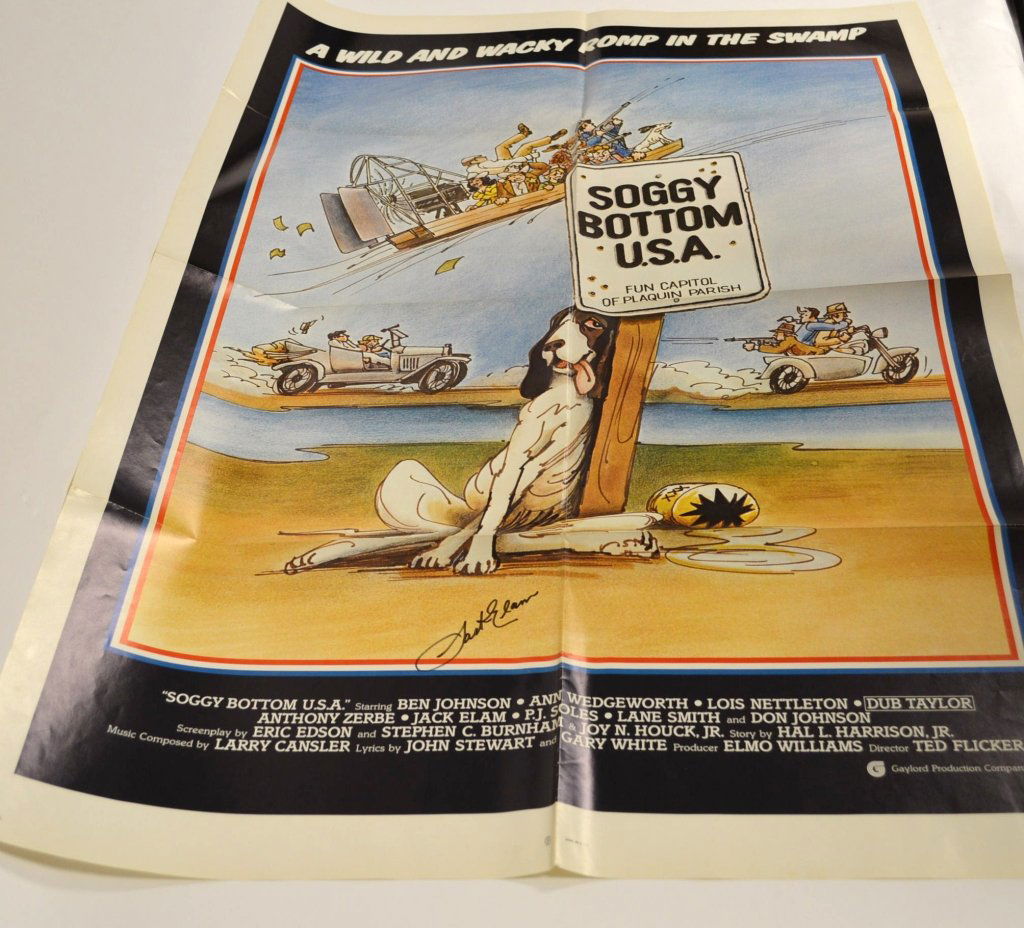 A WILD AND WACKY ROMP IN THE SWAMP
SOGGY
BOTTOM
U.S.A.
FUN CAPITOL
OF PLAQUIN PARISH
XXX
Jack Elam
"SOGGY BOTTOM U.S.A." Starring BEN JOHNSON • ANN WEDGEWORTH • LOIS NETTLETON • DUB TAYLOR
ANTHONY ZERBE • JACK ELAM • P.J. SOLES • LANE SMITH and DON JOHNSON
Screenplay by ERIC EDSON and STEPHEN C. BURNHAM & JOY N. HOUCK, JR. Story by HAL L. HARRISON, JR.
Music Composed by LARRY CANSLER Lyrics by JOHN STEWART and GARY WHITE Producer ELMO WILLIAMS Director TED FLICKER
G Gaylord Production Compan